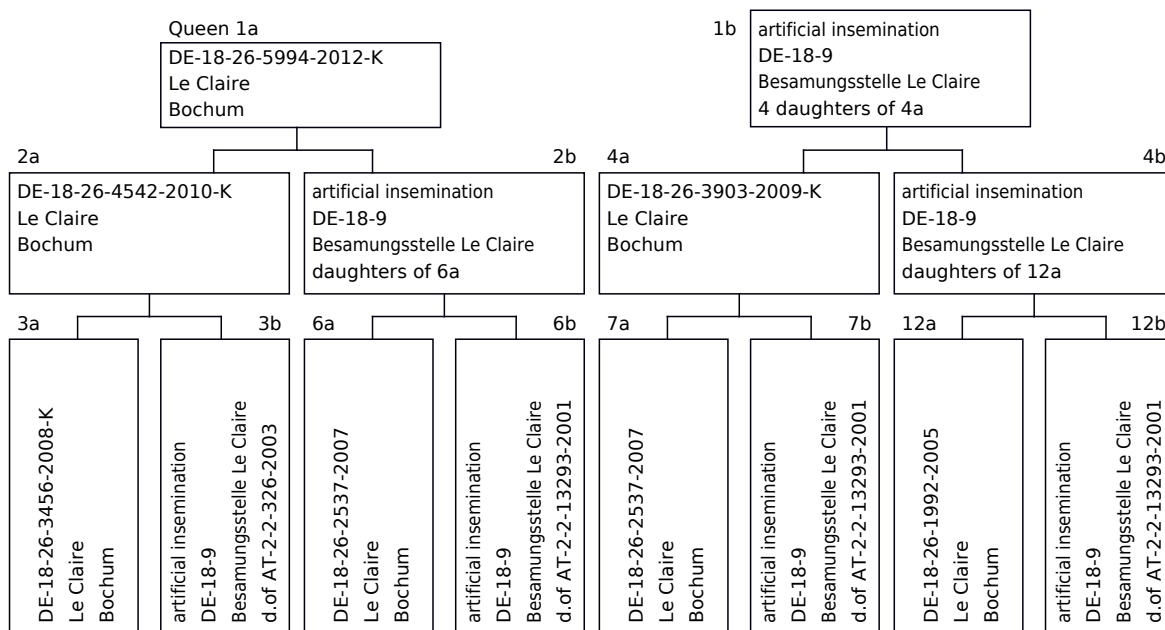 Queen 1a
DE-18-26-5994-2012-K
Le Claire
Bochum
1b
artificial insemination
DE-18-9
Besamungsstelle Le Claire
4 daughters of 4a
2a
DE-18-26-4542-2010-K
Le Claire
Bochum
2b
artificial insemination
DE-18-9
Besamungsstelle Le Claire
daughters of 6a
4a
DE-18-26-3903-2009-K
Le Claire
Bochum
4b
artificial insemination
DE-18-9
Besamungsstelle Le Claire
daughters of 12a
3a
DE-18-26-3456-2008-K
Le Claire
Bochum
3b
artificial insemination
DE-18-9
Besamungsstelle Le Claire
d.of AT-2-2-326-2003
6a
DE-18-26-2537-2007
Le Claire
Bochum
6b
artificial insemination
DE-18-9
Besamungsstelle Le Claire
d.of AT-2-2-13293-2001
7a
DE-18-26-2537-2007
Le Claire
Bochum
7b
artificial insemination
DE-18-9
Besamungsstelle Le Claire
d.of AT-2-2-13293-2001
12a
DE-18-26-1992-2005
Le Claire
Bochum
12b
artificial insemination
DE-18-9
Besamungsstelle Le Claire
d.of AT-2-2-13293-2001